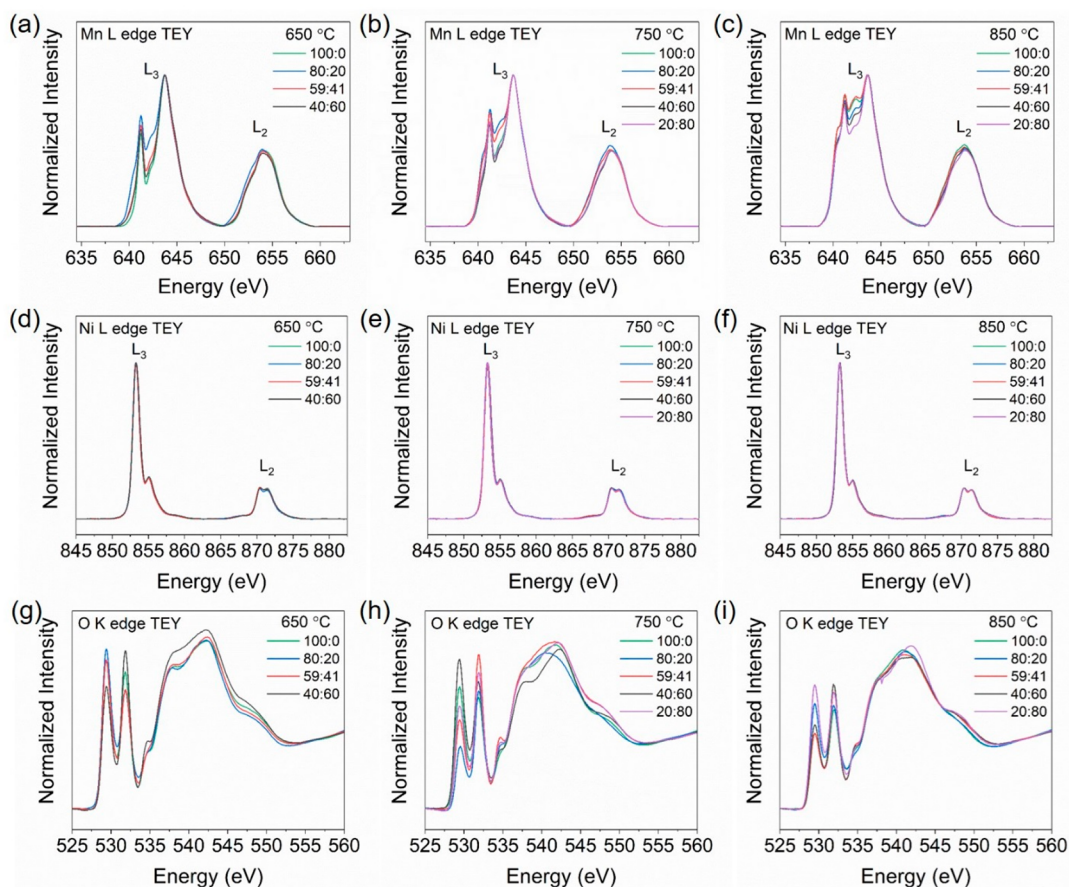 (a)
Mn L edge TEY 650 °C
L3
L2
100:0
80:20
59:41
40:60
Normalized Intensity
635 640 645 650 655 660
Energy (eV)
(b)
Mn L edge TEY 750 °C
L3
L2
100:0
80:20
59:41
40:60
20:80
Normalized Intensity
635 640 645 650 655 660
Energy (eV)
(c)
Mn L edge TEY 850 °C
L3
L2
100:0
80:20
59:41
40:60
20:80
Normalized Intensity
635 640 645 650 655 660
Energy (eV)
(d)
Ni L edge TEY 650 °C
L3
L2
100:0
80:20
59:41
40:60
Normalized Intensity
845 850 855 860 865 870 875 880
Energy (eV)
(e)
Ni L edge TEY 750 °C
L3
L2
100:0
80:20
59:41
40:60
20:80
Normalized Intensity
845 850 855 860 865 870 875 880
Energy (eV)
(f)
Ni L edge TEY 850 °C
L3
L2
100:0
80:20
59:41
40:60
20:80
Normalized Intensity
845 850 855 860 865 870 875 880
Energy (eV)
(g)
O K edge TEY 650 °C
100:0
80:20
59:41
40:60
Normalized Intensity
525 530 535 540 545 550 555 560
Energy (eV)
(h)
O K edge TEY 750 °C
100:0
80:20
59:41
40:60
20:80
Normalized Intensity
525 530 535 540 545 550 555 560
Energy (eV)
(i)
O K edge TEY 850 °C
100:0
80:20
59:41
40:60
20:80
Normalized Intensity
525 530 535 540 545 550 555 560
Energy (eV)